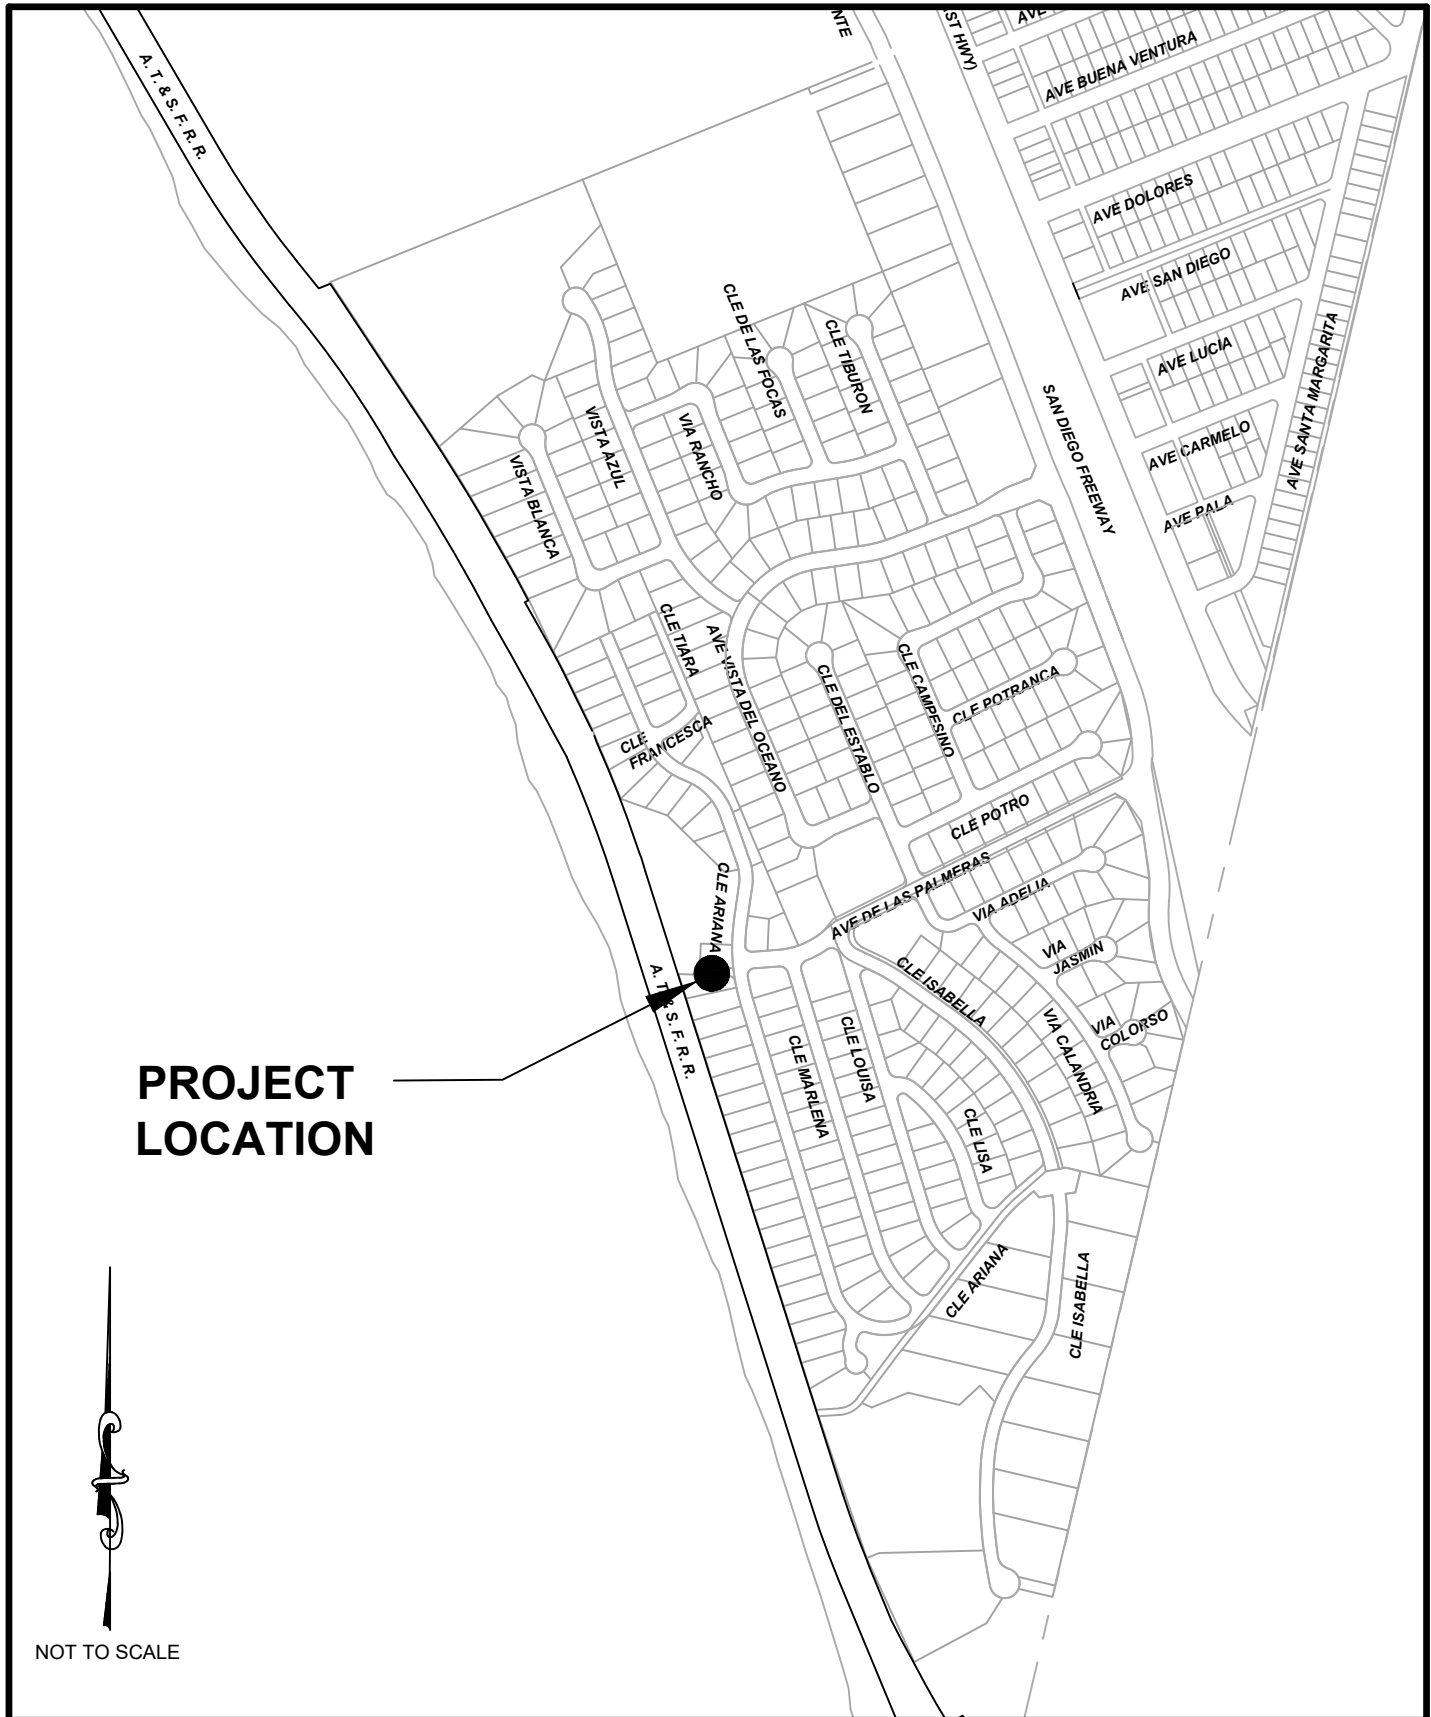 A. T. & S. F. R. R.
NTE
ST HWY)
AVE
AVE BUENA VENTURA
AVE DOLORES
AVE SAN DIEGO
AVE LUCIA
AVE CARMELO
AVE PALA
AVE SANTA MARGARITA
SAN DIEGO FREEWAY
CLE DE LAS FOCAS
CLE TIBURON
VISTA AZUL
VIA RANCHO
VISTA BLANCA
CLE TIARA
AVE VISTA DEL OCEANO
CLE DEL ESTABLO
CLE CAMPESINO
CLE POTRANCA
CLE
FRANCESCA
CLE POTRO
AVE DE LAS PALMERAS
VIA ADELIA
CLE ARIANA
VIA
JASMIN
CLE ISABELLA
VIA
COLORSO
VIA CALANDRIA
A. T. & S. F. R. R.
CLE MARLENA
CLE LOUISA
CLE LISA
PROJECT
LOCATION
CLE ARIANA
CLE ISABELLA
NOT TO SCALE